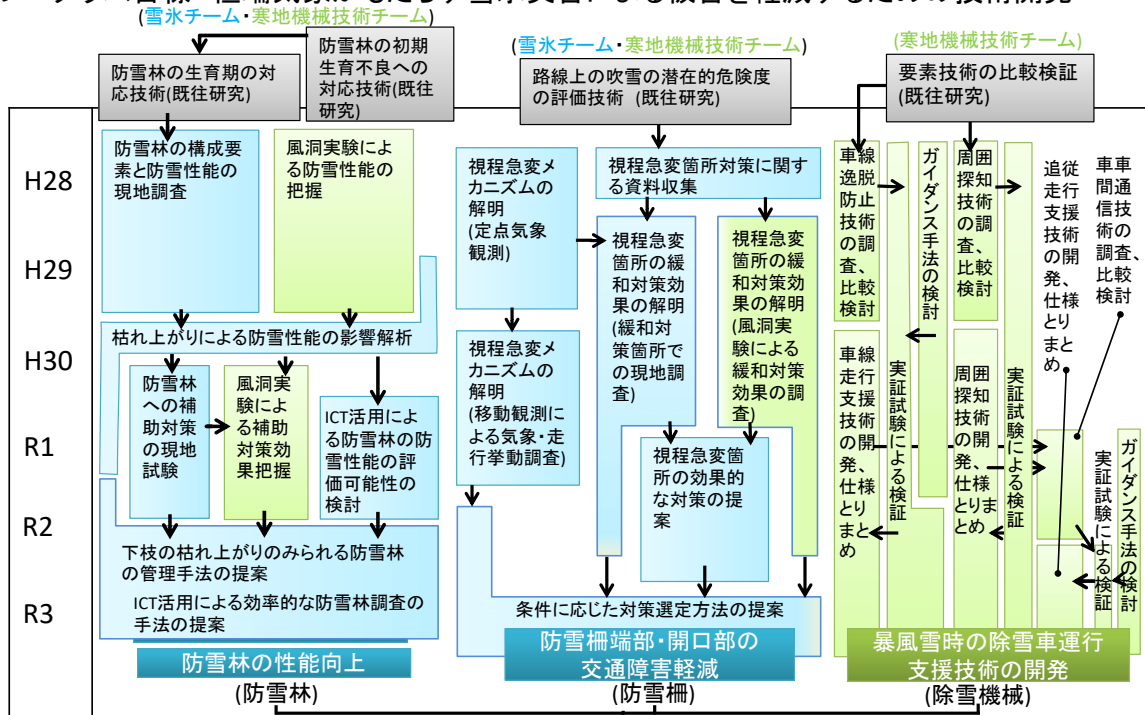 (雪氷チーム・寒地機械技術チーム)
防雪林の生育期の対
応技術(既往研究)
防雪林の初期
生育不良への
対応技術(既往
研究)
(雪氷チーム・寒地機械技術チーム)
路線上の吹雪の潜在的危険度
の評価技術 (既往研究)
(寒地機械技術チーム)
要素技術の比較検証
(既往研究)
H28
H29
H30
R1
R2
R3
防雪林の構成要
素と防雪性能の
現地調査
風洞実験によ
る防雪性能の
把握
枯れ上がりによる防雪性能の影響解析
防雪林
への補
助対策
の現地
試験
風洞実
験によ
る補助
対策効
果把握
ICT活用によ
る防雪林の防
雪性能の評
価可能性の
検討
下枝の枯れ上がりのみられる防雪林
の管理手法の提案
ICT活用による効率的な防雪林調査の
手法の提案
防雪林の性能向上
(防雪林)
視程急変メ
カニズムの
解明
(定点気象
観測)
視程急変箇所対策に関す
る資料収集
視程急変
箇所の緩
和対策効
果の解明
(緩和対
策箇所で
の現地調
査)
視程急変
箇所の緩
和対策効
果の解明
(風洞実
験による
緩和対策
効果の調
査)
視程急変メ
カニズムの
解明
(移動観測に
よる気象・走
行挙動調査)
視程急変箇
所の効果的
な対策の提
案
条件に応じた対策選定方法の提案
防雪柵端部・開口部の
交通障害軽減
(防雪柵)
車線
逸脱
防止
技術
の調
査、
比較
検討
実証試験による検証
ガイダンス手法の検討
周囲
探知
技術
の調
査、
比較
検討
実証試験による検証
追従
走行
支援
技術
の開
発、
仕様
とり
まと
め
車車
間通
信技
術の
調査、
比較
検討
車線
走行
支援
技術
の開
発、
仕様
とり
まと
め
周囲
探知
技術
の開
発、
仕様
とりま
とめ
実証試験による検証
ガイダンス手法の検討
暴風雪時の除雪車運行
支援技術の開発
(除雪機械)